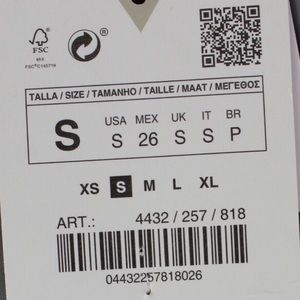 FSC
MIX
FSC® C145719
®
TALLA / SIZE / TAMANHO / TAILLE / MAAT / ΜΕΓΕΘΟΣ
S
USA MEX UK IT BR
S 26 S S P
XS S M L XL
ART.: 4432 / 257 / 818
04432257818026